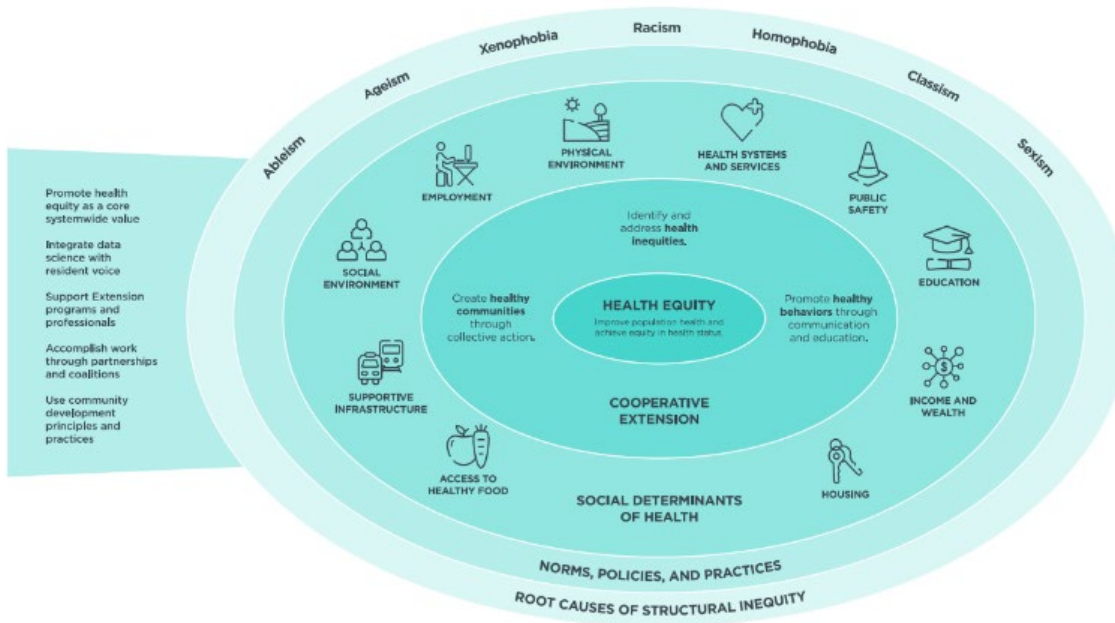 Racism
Xenophobia
Homophobia
Ageism
Classism
Ableism
Sexism
Promote health
equity as a core
systemwide value
Integrate data
science with
resident voice
Support Extension
programs and
professionals
Accomplish work
through partnerships
and coalitions
Use community
development
principles and
practices
PHYSICAL
ENVIRONMENT
HEALTH SYSTEMS
AND SERVICES
EMPLOYMENT
PUBLIC
SAFETY
SOCIAL
ENVIRONMENT
EDUCATION
SUPPORTIVE
INFRASTRUCTURE
INCOME AND
WEALTH
ACCESS TO
HEALTHY FOOD
HOUSING
Identify and
address health
inequities.
Create healthy
communities
through
collective action.
HEALTH EQUITY
Improve population health and
achieve equity in health status.
Promote healthy
behaviors through
communication
and education.
$
COOPERATIVE
EXTENSION
SOCIAL DETERMINANTS
OF HEALTH
NORMS, POLICIES, AND PRACTICES
ROOT CAUSES OF STRUCTURAL INEQUITY